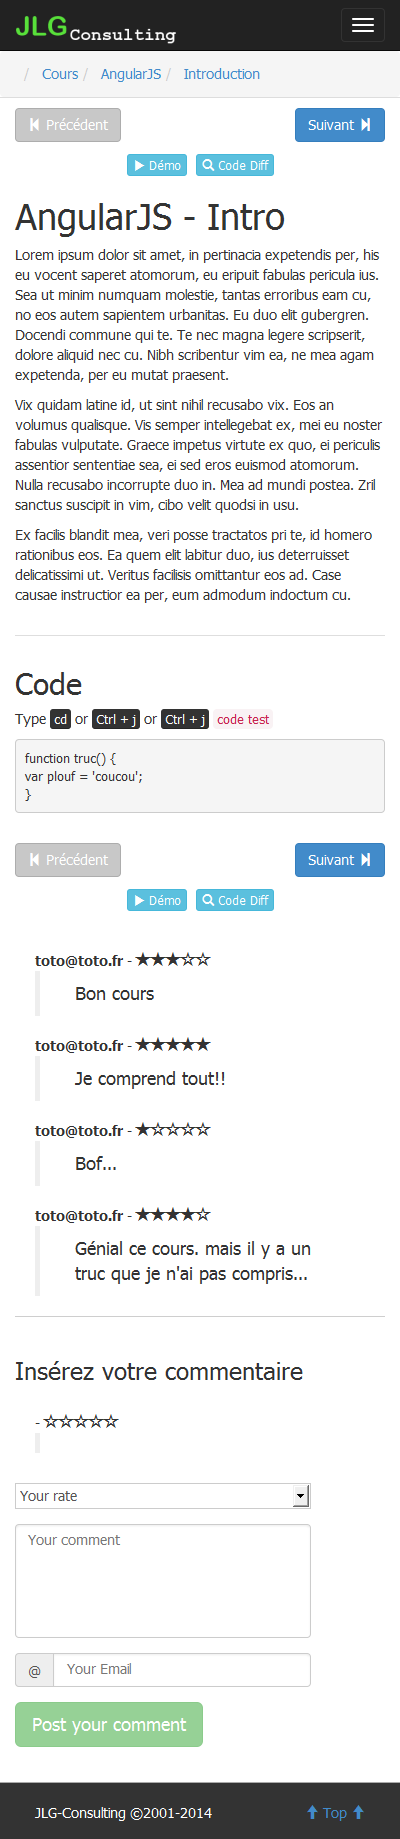 JLG Consulting
/ Cours / AngularJS / Introduction
Précédent Suivant
Démo Code Diff
AngularJS - Intro
Lorem ipsum dolor sit amet, in pertinacia expetendis per, his
eu vocent saperet atomorum, eu eripuit fabulas pericula ius.
Sea ut minim numquam molestie, tantas erroribus eam cu,
no eos autem sapientem urbanitas. Eu duo elit gubergren.
Docendi commune qui te. Te nec magna legere scripserit,
dolore aliquid nec cu. Nibh scribentur vim ea, ne mea agam
expetenda, per eu mutat praesent.
Vix quidam latine id, ut sint nihil recusabo vix. Eos an
volumus qualisque. Vis semper intellegebat ex, mei eu noster
fabulas vulputate. Graece impetus virtute ex quo, ei periculis
assentior sententiae sea, ei sed eros euismod atomorum.
Nulla recusabo incorrupte duo in. Mea ad mundi postea. Zril
sanctus suscipit in vim, cibo velit quodsi in usu.
Ex facilis blandit mea, veri posse tractatos pri te, id homero
rationibus eos. Ea quem elit labitur duo, ius deterruisset
delicatissimi ut. Veritus facilisis omittantur eos ad. Case
causae instructior ea per, eum admodum indoctum cu.
Code
Type cd or Ctrl + j or Ctrl + j code test
function truc() {
var plouf = 'coucou';
}
Précédent Suivant
Démo Code Diff
toto@toto.fr - ★★★☆☆
Bon cours
toto@toto.fr - ★★★★★
Je comprend tout!!
toto@toto.fr - ★☆☆☆☆
Bof...
toto@toto.fr - ★★★★☆
Génial ce cours. mais il y a un
truc que je n'ai pas compris...
Insérez votre commentaire
- ☆☆☆☆☆
Your rate
Your comment
@ Your Email
Post your comment
JLG-Consulting ©2001-2014 Top